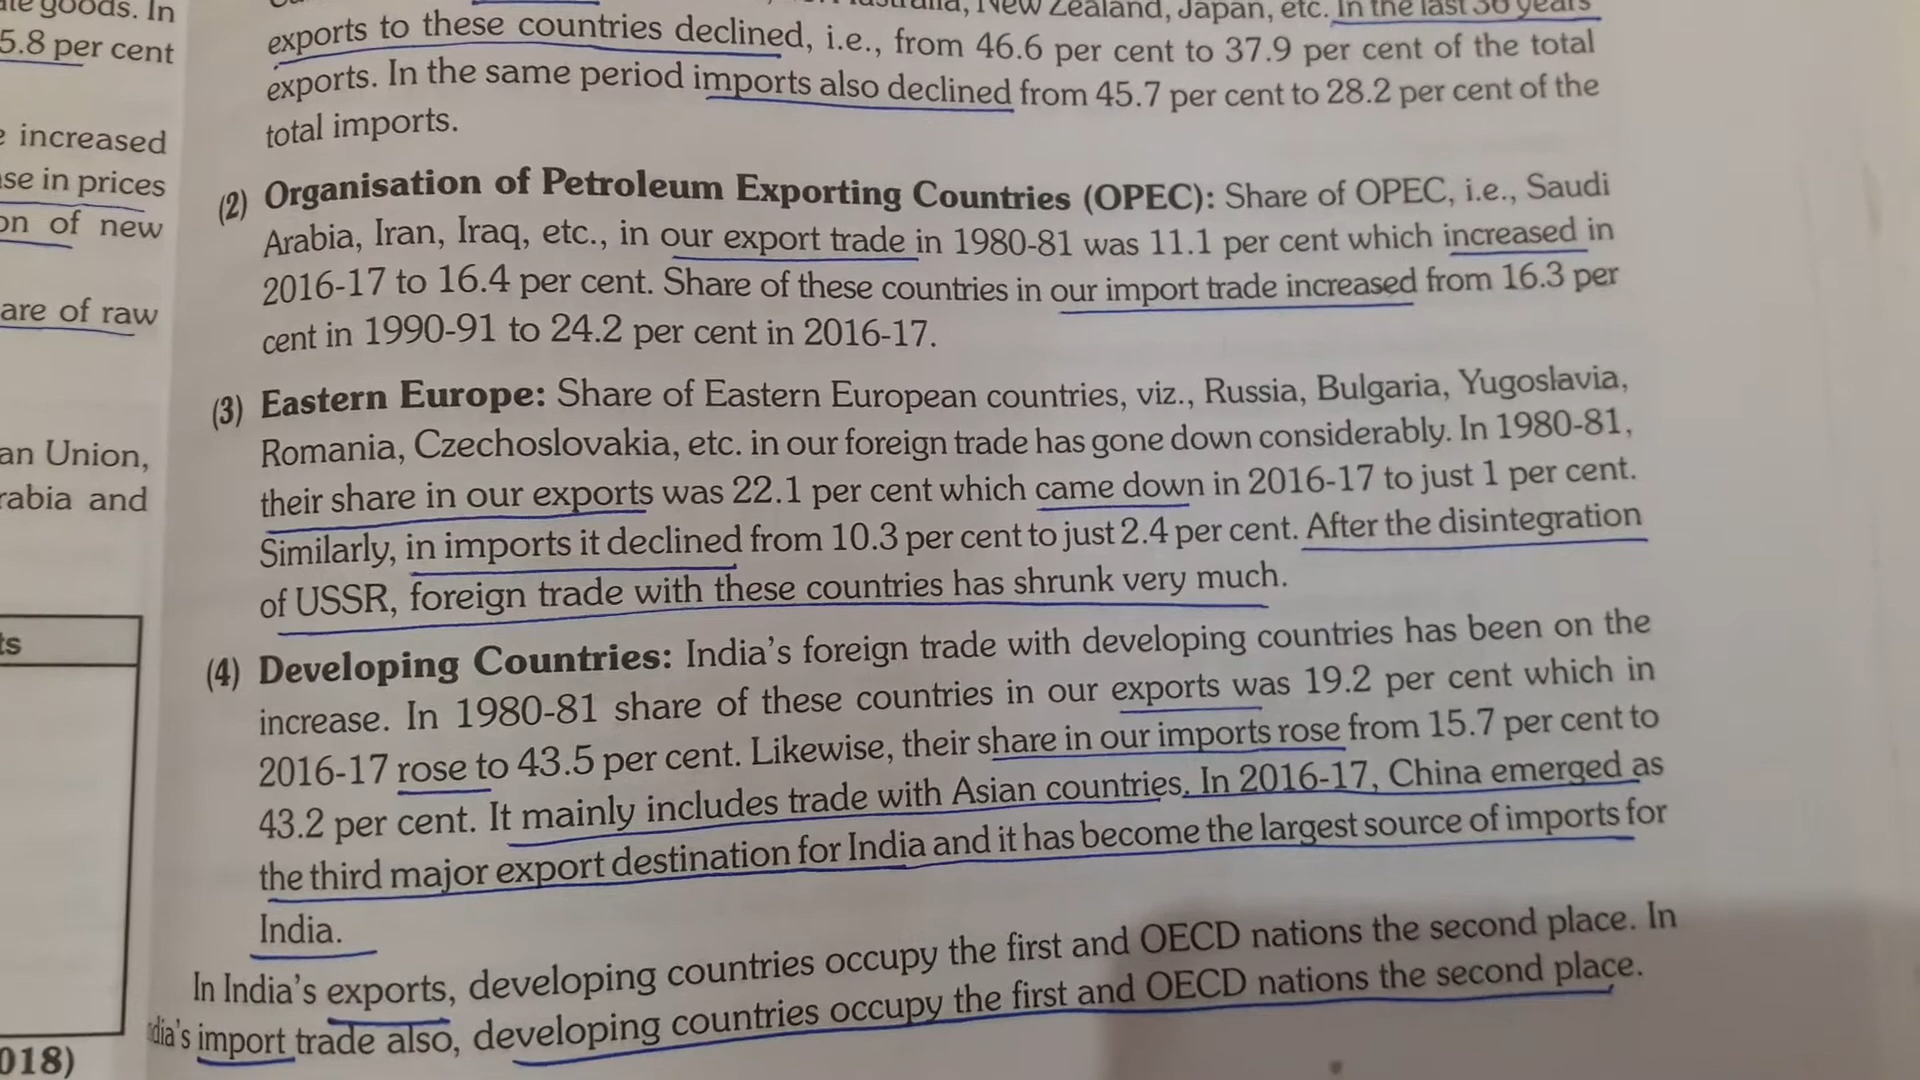 ale goods. In
5.8 per cent
increased
se in prices
on of new
are of raw
an Union,
rabia and
ts
018)
New Zealand, Japan, etc. In the last 36 years
exports to these countries declined, i.e., from 46.6 per cent to 37.9 per cent of the total
exports. In the same period imports also declined from 45.7 per cent to 28.2 per cent of the
total imports.
(2) Organisation of Petroleum Exporting Countries (OPEC): Share of OPEC, i.e., Saudi
Arabia, Iran, Iraq, etc., in our export trade in 1980-81 was 11.1 per cent which increased in
2016-17 to 16.4 per cent. Share of these countries in our import trade increased from 16.3 per
cent in 1990-91 to 24.2 per cent in 2016-17.
(3) Eastern Europe: Share of Eastern European countries, viz., Russia, Bulgaria, Yugoslavia,
Romania, Czechoslovakia, etc. in our foreign trade has gone down considerably. In 1980-81,
their share in our exports was 22.1 per cent which came down in 2016-17 to just 1 per cent.
Similarly, in imports it declined from 10.3 per cent to just 2.4 per cent. After the disintegration
of USSR, foreign trade with these countries has shrunk very much.
(4) Developing Countries: India's foreign trade with developing countries has been on the
increase. In 1980-81 share of these countries in our exports was 19.2 per cent which in
2016-17 rose to 43.5 per cent. Likewise, their share in our imports rose from 15.7 per cent to
43.2 per cent. It mainly includes trade with Asian countries. In 2016-17, China emerged as
the third major export destination for India and it has become the largest source of imports for
India.
In India's exports, developing countries occupy the first and OECD nations the second place. In
dia's import trade also, developing countries occupy the first and OECD nations the second place.